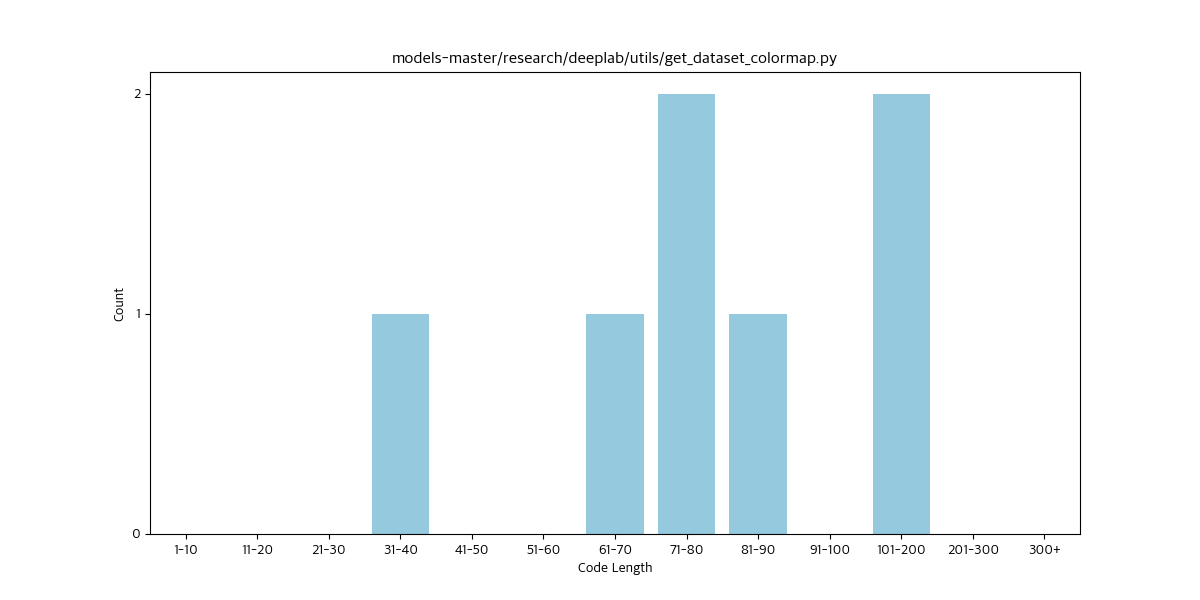 models-master/research/deeplab/utils/get_dataset_colormap.py
2
1
0
Count
1-10 11-20 21-30 31-40 41-50 51-60 61-70 71-80 81-90 91-100 101-200 201-300 300+
Code Length